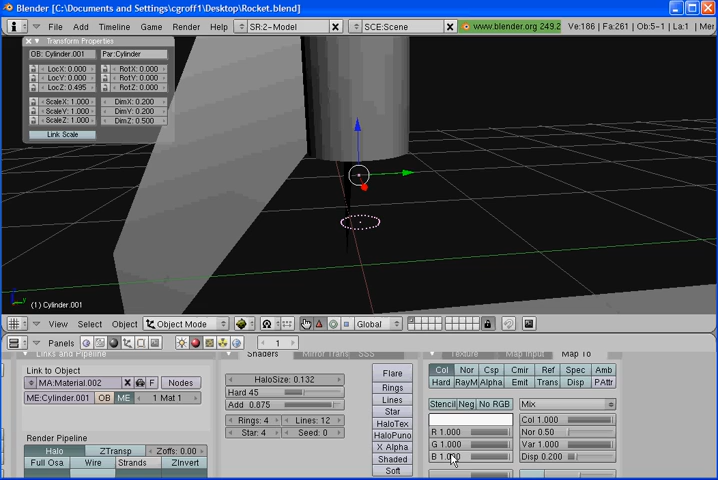 Blender [C:\Documents and Settings\cgroff1\Desktop\Rocket.blend]
File Add Timeline Game Render Help SR:2-Model SCE:Scene www.blender.org 249.2 Ve:186 | Fa:261 | Ob:5-1 | La:1 | Mer
Transform Properties
OB: Cylinder.001 Par:Cylinder
LocX: 0.000 RotX: 0.000
LocY: 0.000 RotY: 0.000
LocZ: 0.495 RotZ: 0.000
ScaleX: 1.000 DimX: 0.200
ScaleY: 1.000 DimY: 0.200
ScaleZ: 1.000 DimZ: 0.500
Link Scale
(1) Cylinder.001
View Select Object Object Mode Global
Panels 1
Links and Pipeline Shaders Mirror Trans SSS Texture Map Input Map To
Link to Object
MA:Material.002 F Nodes
ME:Cylinder.001 OB ME 1 Mat 1
Render Pipeline
Halo ZTransp Zoffs: 0.00
Full Osa Wire Strands ZInvert
HaloSize: 0.132
Hard 45
Add 0.875
Rings: 4 Lines: 12
Star: 4 Seed: 0
Flare
Rings
Lines
Star
HaloTex
HaloPuno
X Alpha
Shaded
Soft
Col Nor Csp Cmir Ref Spec Amb
Hard RayM Alpha Emit Trans Disp PAttr
Stencil Neg No RGB Mix
Col 1.000
R 1.000 Nor 0.50
G 1.000 Var 1.000
Disp 0.200